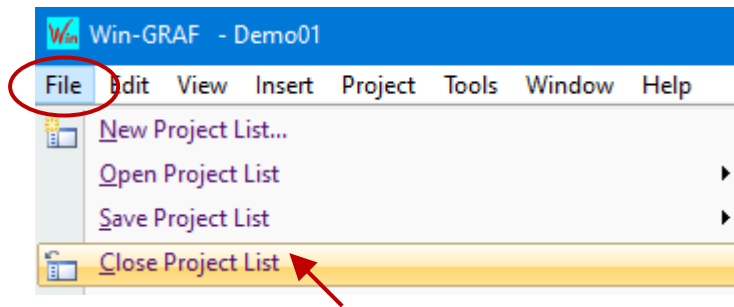 Win Win-GRAF - Demo01
File Edit View Insert Project Tools Window Help
New Project List...
Open Project List
Save Project List
Close Project List